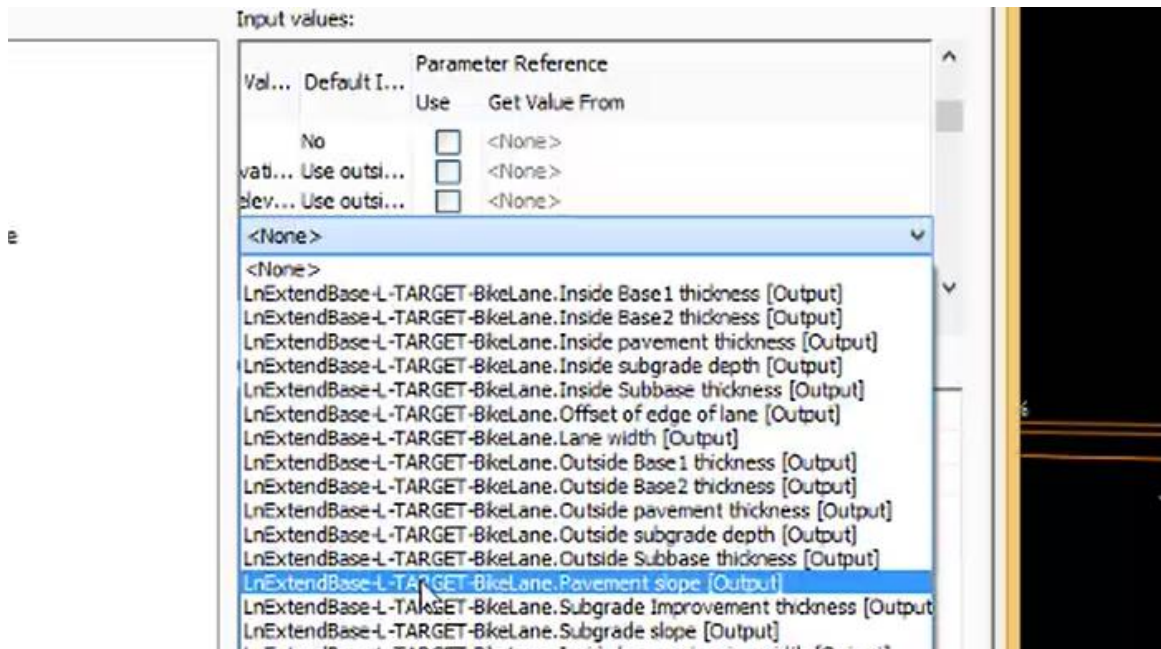 Input values:
Parameter Reference
Val... Default I...
Use Get Value From
No <None>
vati... Use outsi... <None>
elev... Use outsi... <None>
e
<None>
<None>
LnExtendBase-L-TARGET-BikeLane.Inside Base1 thickness [Output]
LnExtendBase-L-TARGET-BikeLane.Inside Base2 thickness [Output]
LnExtendBase-L-TARGET-BikeLane.Inside pavement thickness [Output]
LnExtendBase-L-TARGET-BikeLane.Inside subgrade depth [Output]
LnExtendBase-L-TARGET-BikeLane.Inside Subbase thickness [Output]
LnExtendBase-L-TARGET-BikeLane.Offset of edge of lane [Output]
LnExtendBase-L-TARGET-BikeLane.Lane width [Output]
LnExtendBase-L-TARGET-BikeLane.Outside Base1 thickness [Output]
LnExtendBase-L-TARGET-BikeLane.Outside Base2 thickness [Output]
LnExtendBase-L-TARGET-BikeLane.Outside pavement thickness [Output]
LnExtendBase-L-TARGET-BikeLane.Outside subgrade depth [Output]
LnExtendBase-L-TARGET-BikeLane.Outside Subbase thickness [Output]
LnExtendBase-L-TARGET-BikeLane.Pavement slope [Output]
LnExtendBase-L-TARGET-BikeLane.Subgrade Improvement thickness [Output
LnExtendBase-L-TARGET-BikeLane.Subgrade slope [Output]